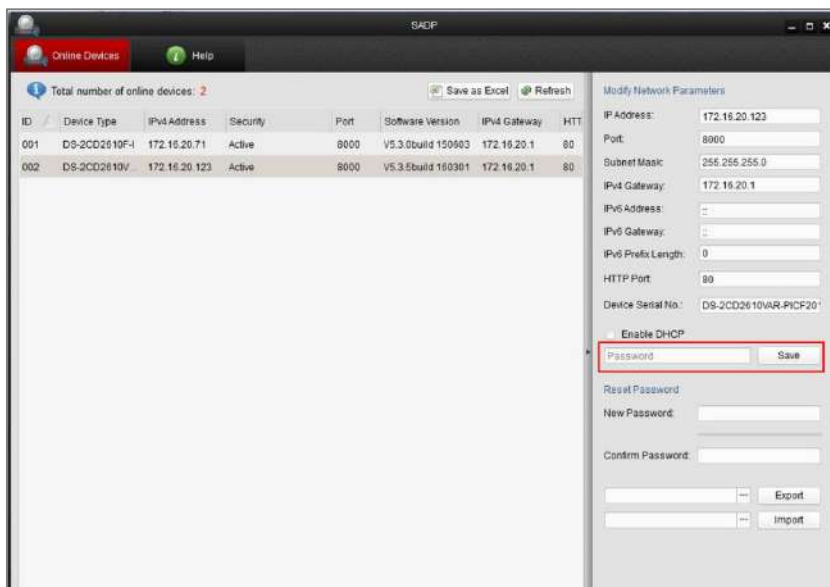 SADP
Online Devices
Help
Total number of online devices: 2
Save as Excel
Refresh
ID Device Type IPv4 Address Security Port Software Version IPv4 Gateway HTT
001 DS-2CD2610F-I 172.16.20.71 Active 8000 V5.3.0build 150603 172.16.20.1 80
002 DS-2CD2610V... 172.16.20.123 Active 8000 V5.3.5build 160301 172.16.20.1 80
Modify Network Parameters
IP Address: 172.16.20.123
Port: 8000
Subnet Mask: 255.255.255.0
IPv4 Gateway: 172.16.20.1
IPv6 Address: ::
IPv6 Gateway: ::
IPv6 Prefix Length: 0
HTTP Port: 80
Device Serial No.: DS-2CD2610VAR-PICF201
Enable DHCP
Password Save
Reset Password
New Password:
Confirm Password:
... Export
... Import